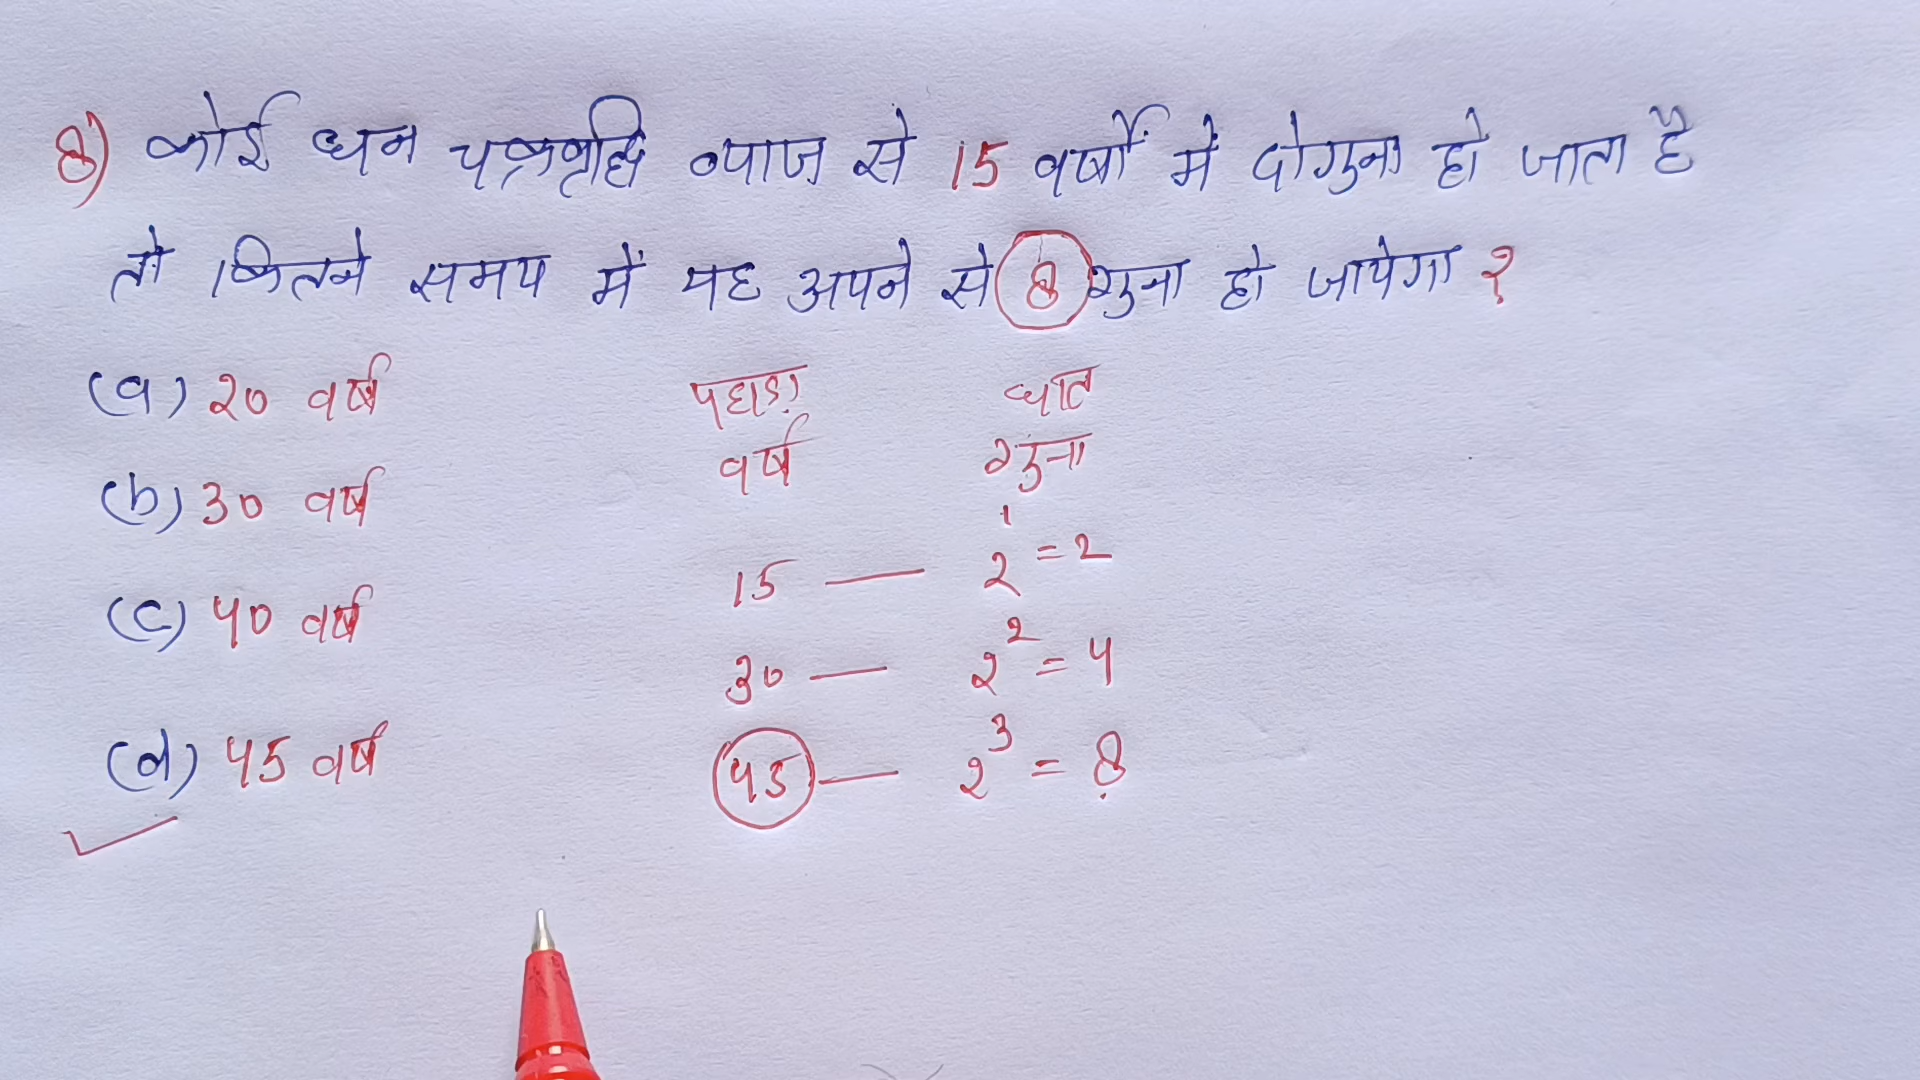 8) कोई धन चक्रवृद्धि ब्याज से 15 वर्षों में दोगुना हो जाता है
तो कितने समय में यह अपने से 8 गुना हो जायेगा ?
(a) 20 वर्ष
(b) 30 वर्ष
(c) 40 वर्ष
(d) 45 वर्ष
पहाड़ा घात
वर्ष गुना
15 — 2¹ = 2
30 — 2² = 4
45 — 2³ = 8